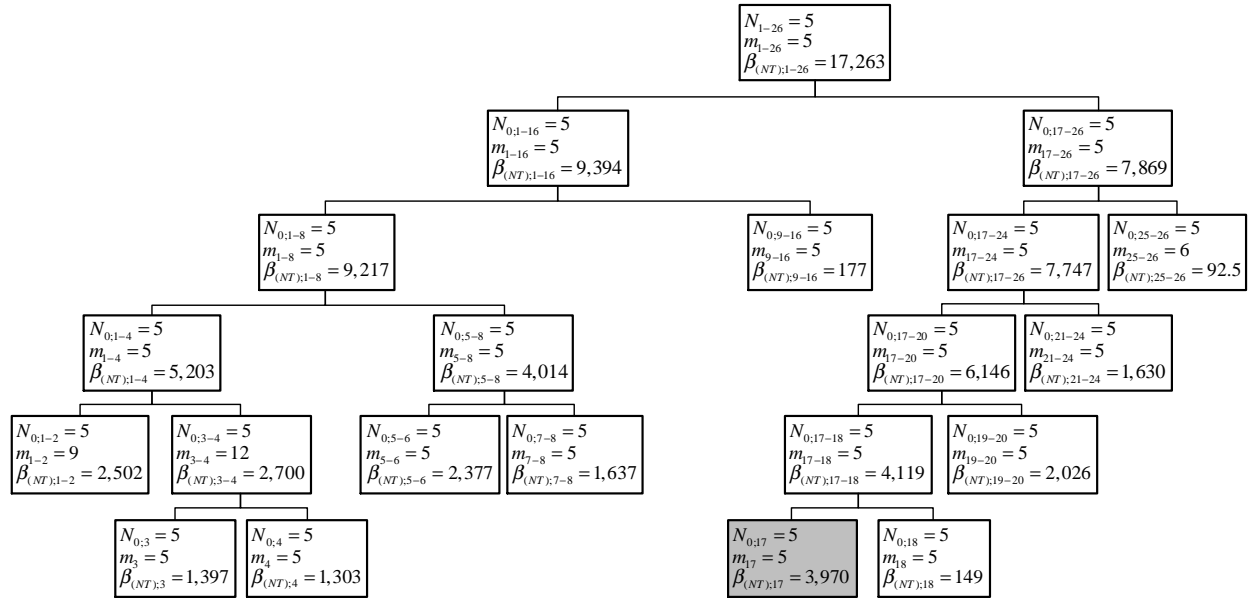 N_{1−26} = 5
m_{1−26} = 5
β_{(NT);1−26} = 17,263
N_{0;1−16} = 5
m_{1−16} = 5
β_{(NT);1−16} = 9,394
N_{0;17−26} = 5
m_{17−26} = 5
β_{(NT);17−26} = 7,869
N_{0;1−8} = 5
m_{1−8} = 5
β_{(NT);1−8} = 9,217
N_{0;9−16} = 5
m_{9−16} = 5
β_{(NT);9−16} = 177
N_{0;17−24} = 5
m_{17−24} = 5
β_{(NT);17−26} = 7,747
N_{0;25−26} = 5
m_{25−26} = 6
β_{(NT);25−26} = 92.5
N_{0;1−4} = 5
m_{1−4} = 5
β_{(NT);1−4} = 5,203
N_{0;5−8} = 5
m_{5−8} = 5
β_{(NT);5−8} = 4,014
N_{0;17−20} = 5
m_{17−20} = 5
β_{(NT);17−20} = 6,146
N_{0;21−24} = 5
m_{21−24} = 5
β_{(NT);21−24} = 1,630
N_{0;1−2} = 5
m_{1−2} = 9
β_{(NT);1−2} = 2,502
N_{0;3−4} = 5
m_{3−4} = 12
β_{(NT);3−4} = 2,700
N_{0;5−6} = 5
m_{5−6} = 5
β_{(NT);5−6} = 2,377
N_{0;7−8} = 5
m_{7−8} = 5
β_{(NT);7−8} = 1,637
N_{0;17−18} = 5
m_{17−18} = 5
β_{(NT);17−18} = 4,119
N_{0;19−20} = 5
m_{19−20} = 5
β_{(NT);19−20} = 2,026
N_{0;3} = 5
m_{3} = 5
β_{(NT);3} = 1,397
N_{0;4} = 5
m_{4} = 5
β_{(NT);4} = 1,303
N_{0;17} = 5
m_{17} = 5
β_{(NT);17} = 3,970
N_{0;18} = 5
m_{18} = 5
β_{(NT);18} = 149